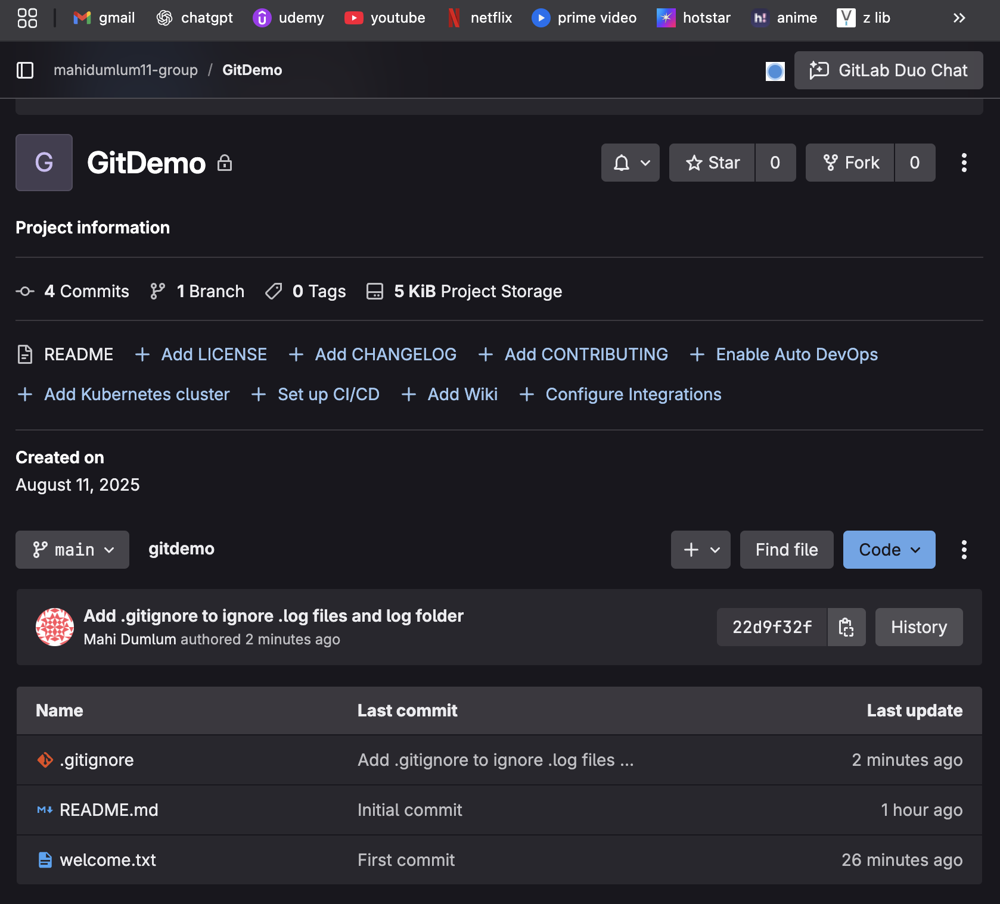 gmail chatgpt udemy youtube netflix prime video hotstar h! anime z lib
mahidumlum11-group / GitDemo GitLab Duo Chat
G GitDemo Star 0 Fork 0
Project information
4 Commits 1 Branch 0 Tags 5 KiB Project Storage
README + Add LICENSE + Add CHANGELOG + Add CONTRIBUTING + Enable Auto DevOps
+ Add Kubernetes cluster + Set up CI/CD + Add Wiki + Configure Integrations
Created on
August 11, 2025
main gitdemo + Find file Code
Add .gitignore to ignore .log files and log folder
Mahi Dumlum authored 2 minutes ago
22d9f32f History
Name Last commit Last update
.gitignore Add .gitignore to ignore .log files ... 2 minutes ago
README.md Initial commit 1 hour ago
welcome.txt First commit 26 minutes ago